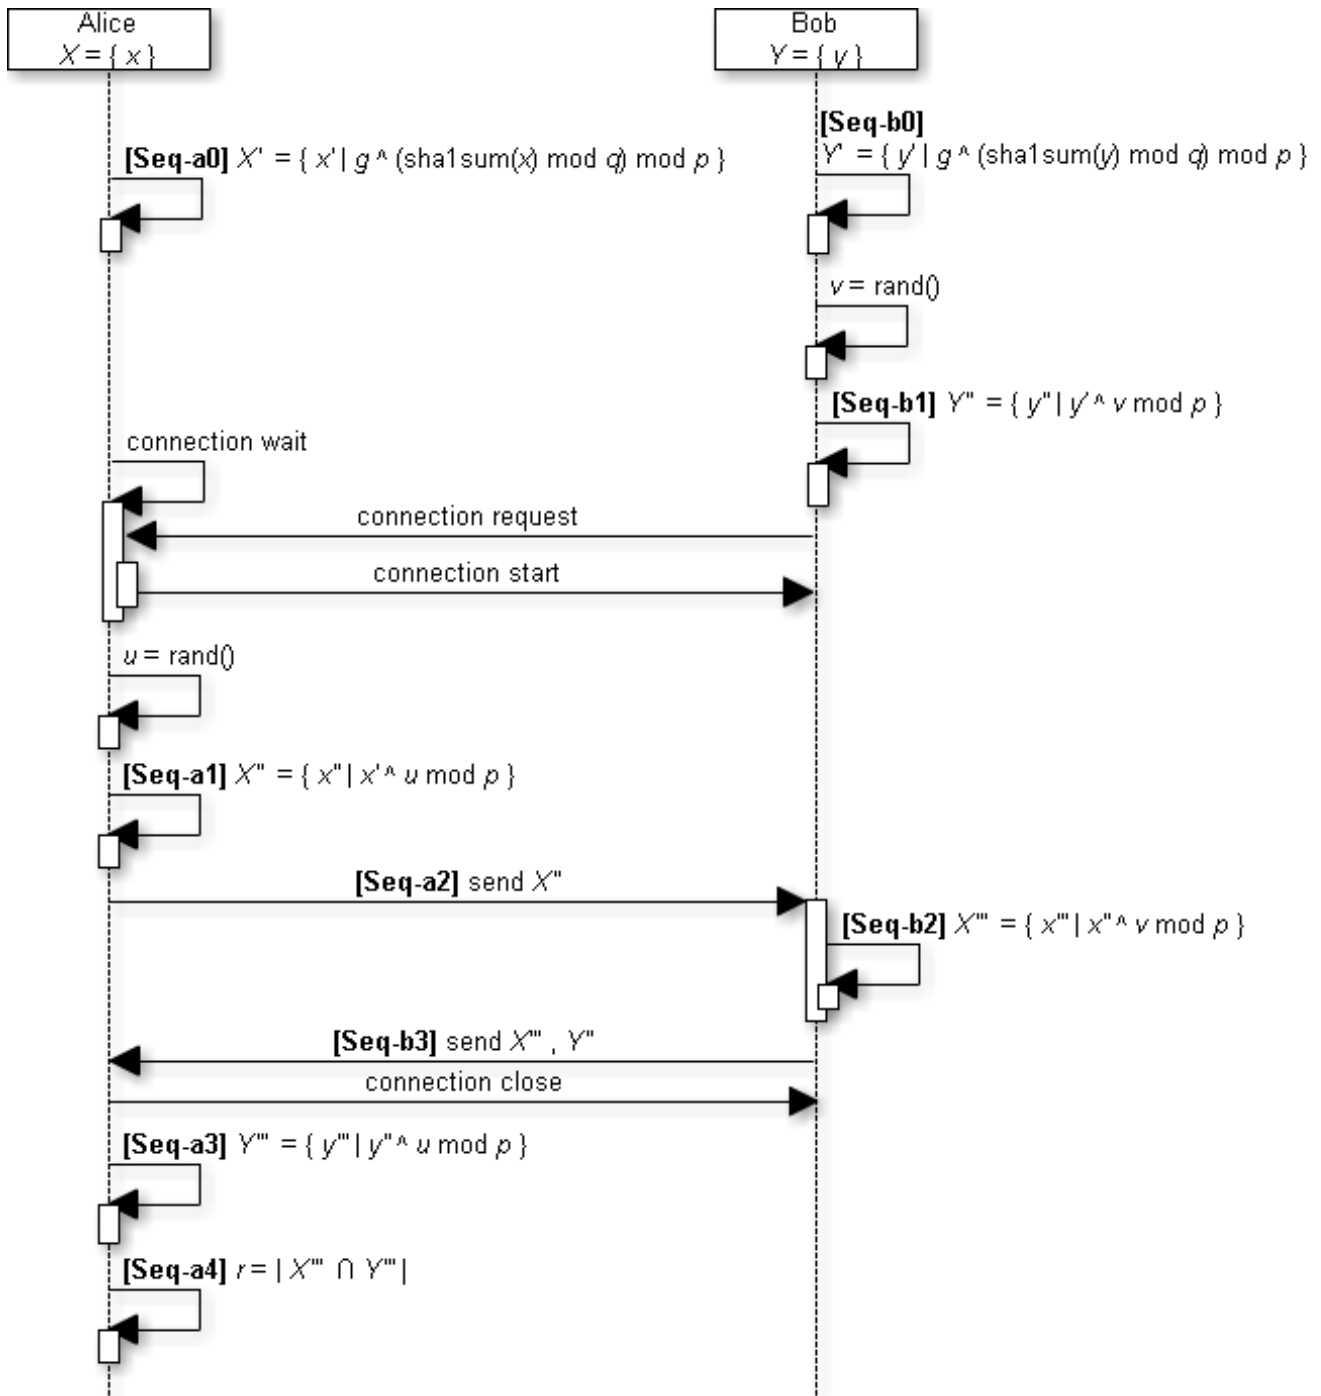 Alice
X = { x }
Bob
Y = { y }
[Seq-b0]
[Seq-a0] X' = { x' | g ^ (sha1sum(x) mod q) mod p }
Y' = { y' | g ^ (sha1sum(y) mod q) mod p }
v = rand()
[Seq-b1] Y'' = { y'' | y' ^ v mod p }
connection wait
connection request
connection start
u = rand()
[Seq-a1] X'' = { x'' | x' ^ u mod p }
[Seq-a2] send X''
[Seq-b2] X''' = { x''' | x'' ^ v mod p }
[Seq-b3] send X''' , Y''
connection close
[Seq-a3] Y''' = { y''' | y'' ^ u mod p }
[Seq-a4] r = | X''' ∩ Y''' |